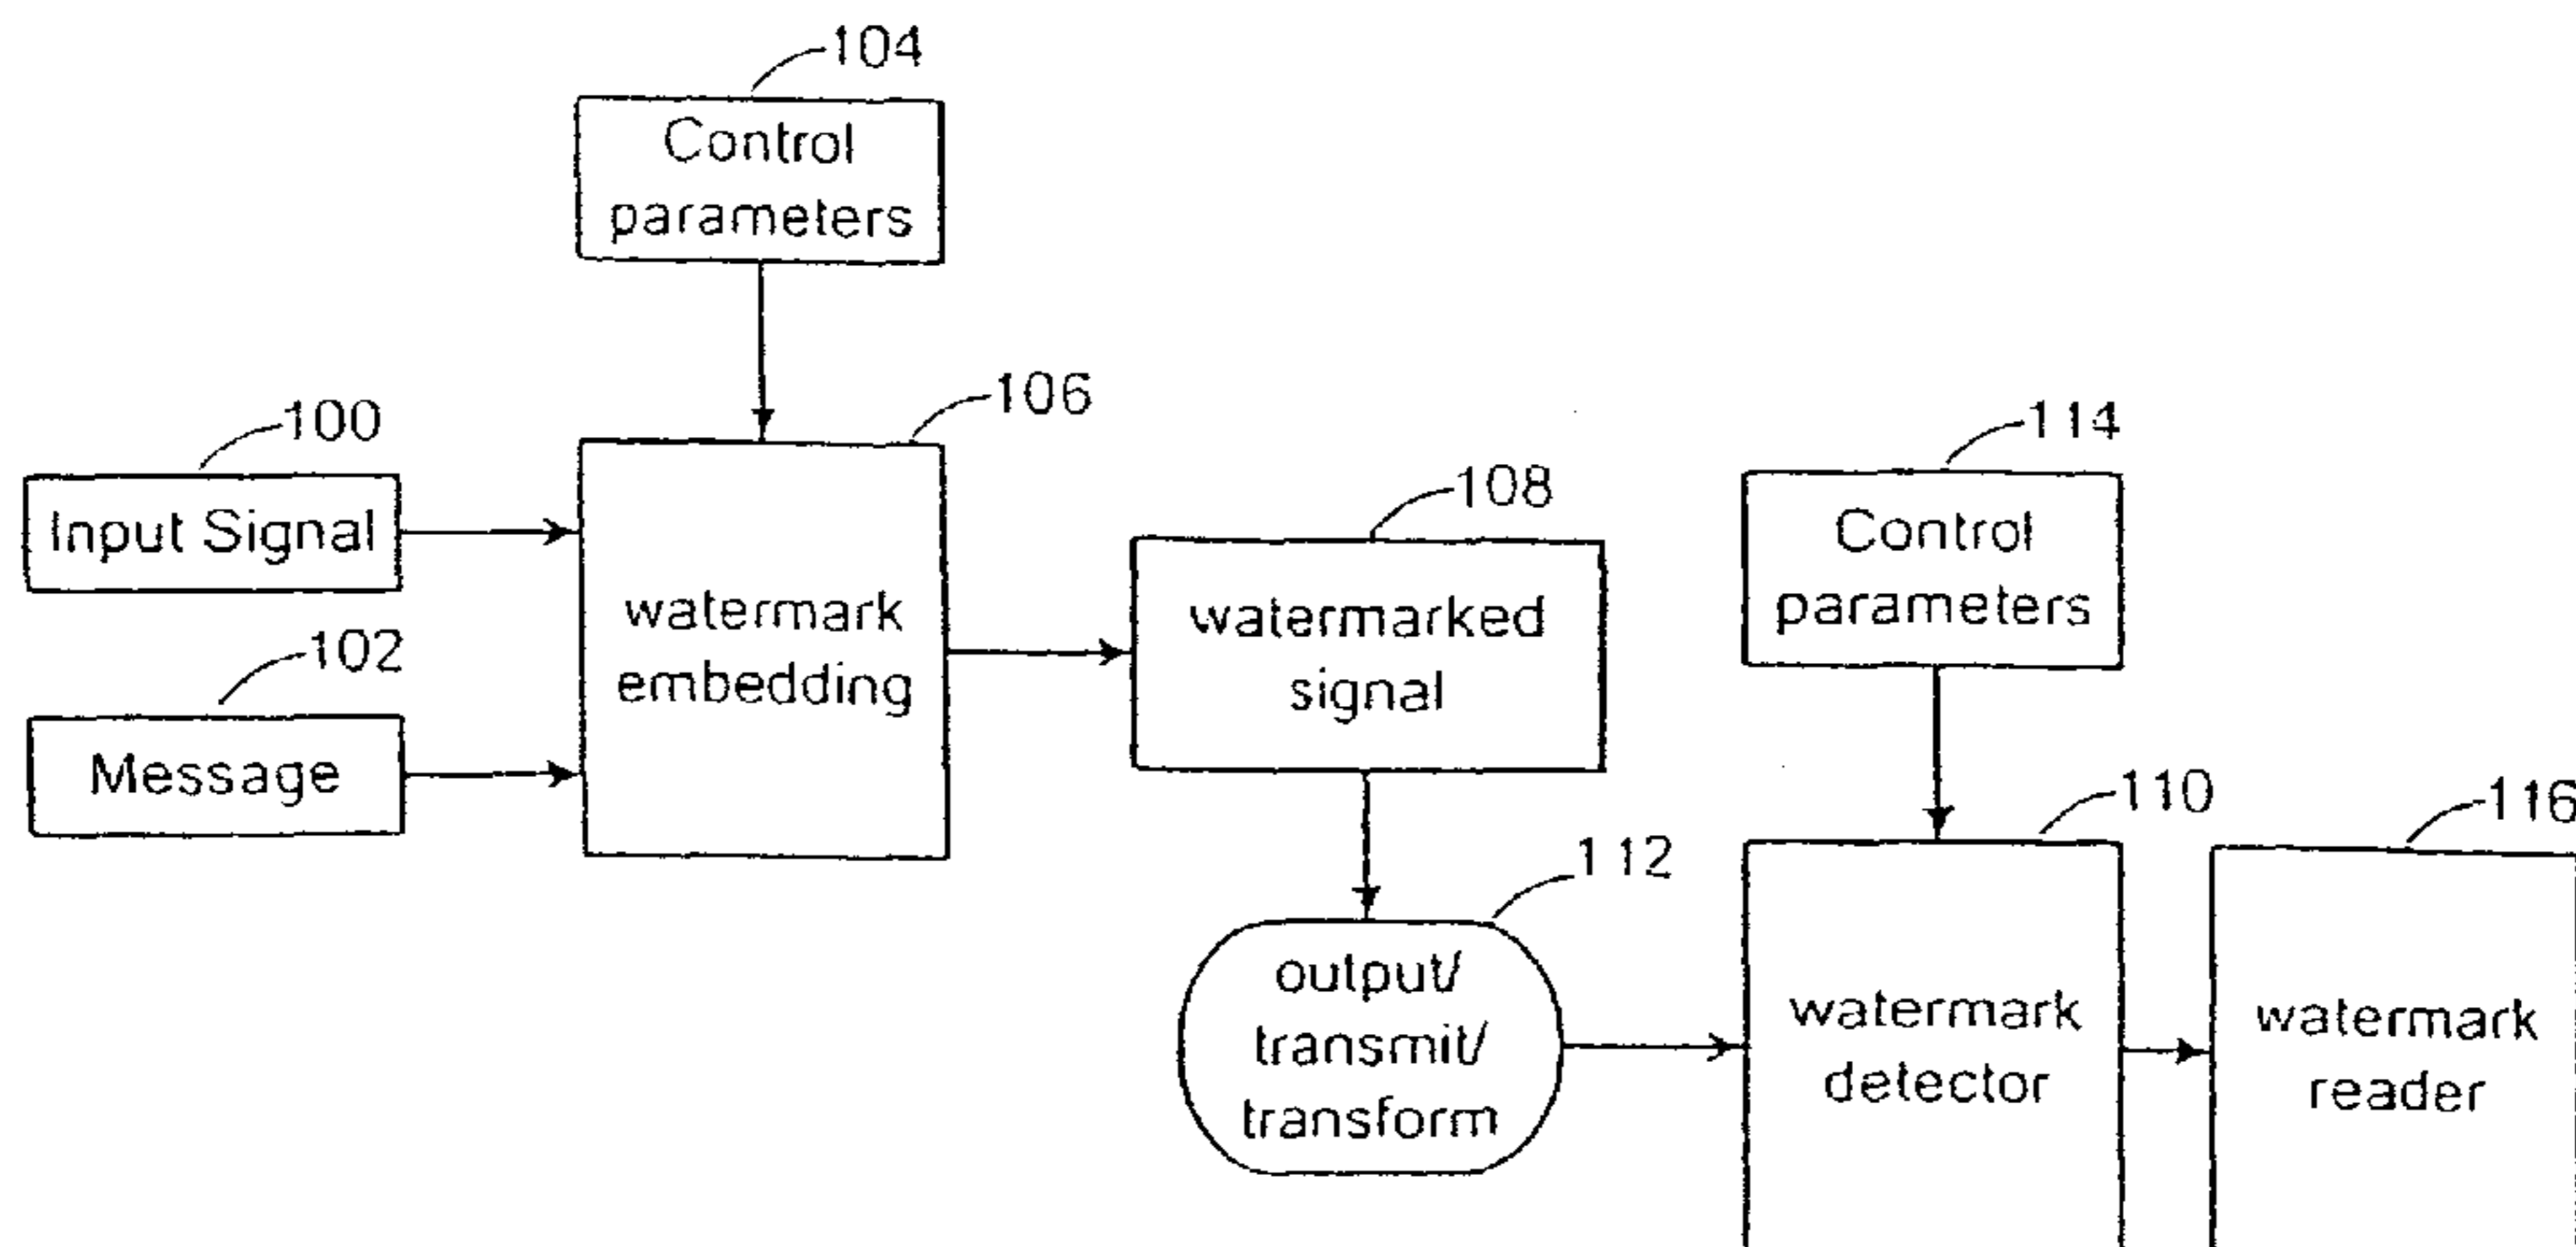 104
Control
parameters
106
100
Input Signal
102
Message
watermark
embedding
108
watermarked
signal
114
Control
parameters
112
output/
transmit/
transform
110
watermark
detector
116
watermark
reader